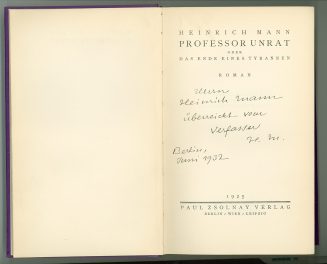 HEINRICH MANN
PROFESSOR UNRAT
ODER
DAS ENDE EINES TYRANNEN
ROMAN
Herrn
Heinrich Mann
überreicht vom
Verfasser
H. M.
Berlin,
Juni 1932
1925
PAUL ZSOLNAY VERLAG
BERLIN / WIEN / LEIPZIG